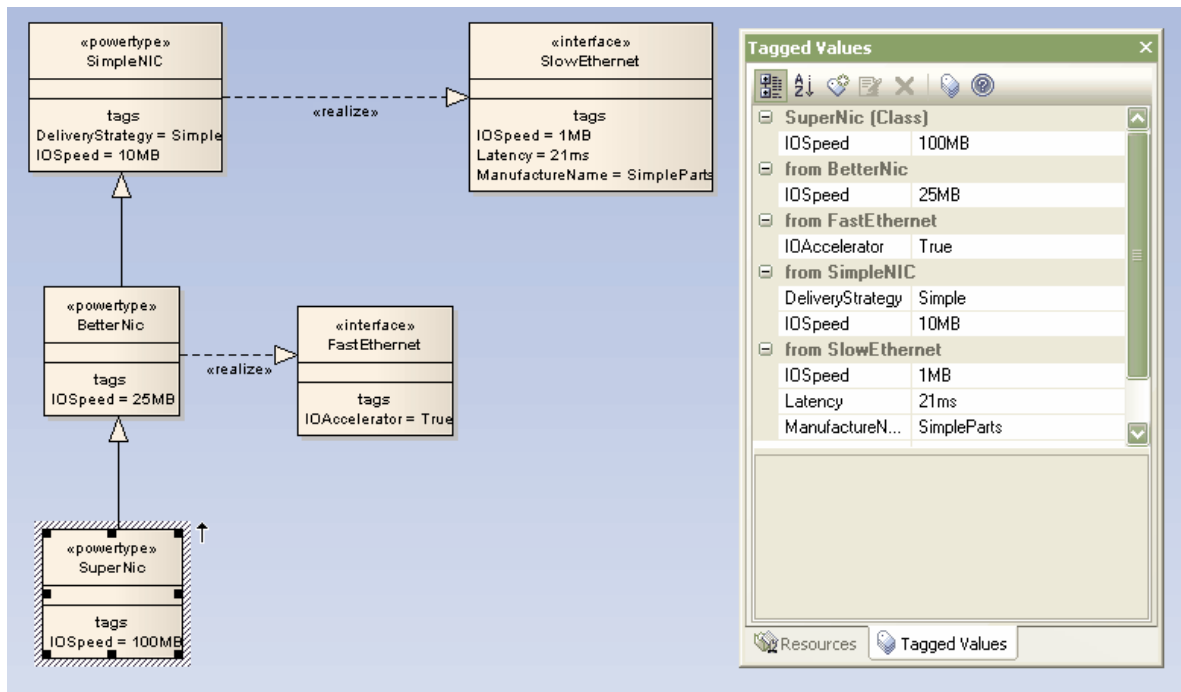 «powertype»
SimpleNIC
tags
DeliveryStrategy = Simple
IOSpeed = 10MB
«realize»
«interface»
SlowEthernet
tags
IOSpeed = 1MB
Latency = 21ms
ManufactureName = SimpleParts
«powertype»
BetterNic
tags
IOSpeed = 25MB
«realize»
«interface»
FastEthernet
tags
IOAccelerator = True
«powertype»
SuperNic
tags
IOSpeed = 100MB
Tagged Values
SuperNic (Class)
IOSpeed 100MB
from BetterNic
IOSpeed 25MB
from FastEthernet
IOAccelerator True
from SimpleNIC
DeliveryStrategy Simple
IOSpeed 10MB
from SlowEthernet
IOSpeed 1MB
Latency 21ms
ManufactureN... SimpleParts
Resources Tagged Values